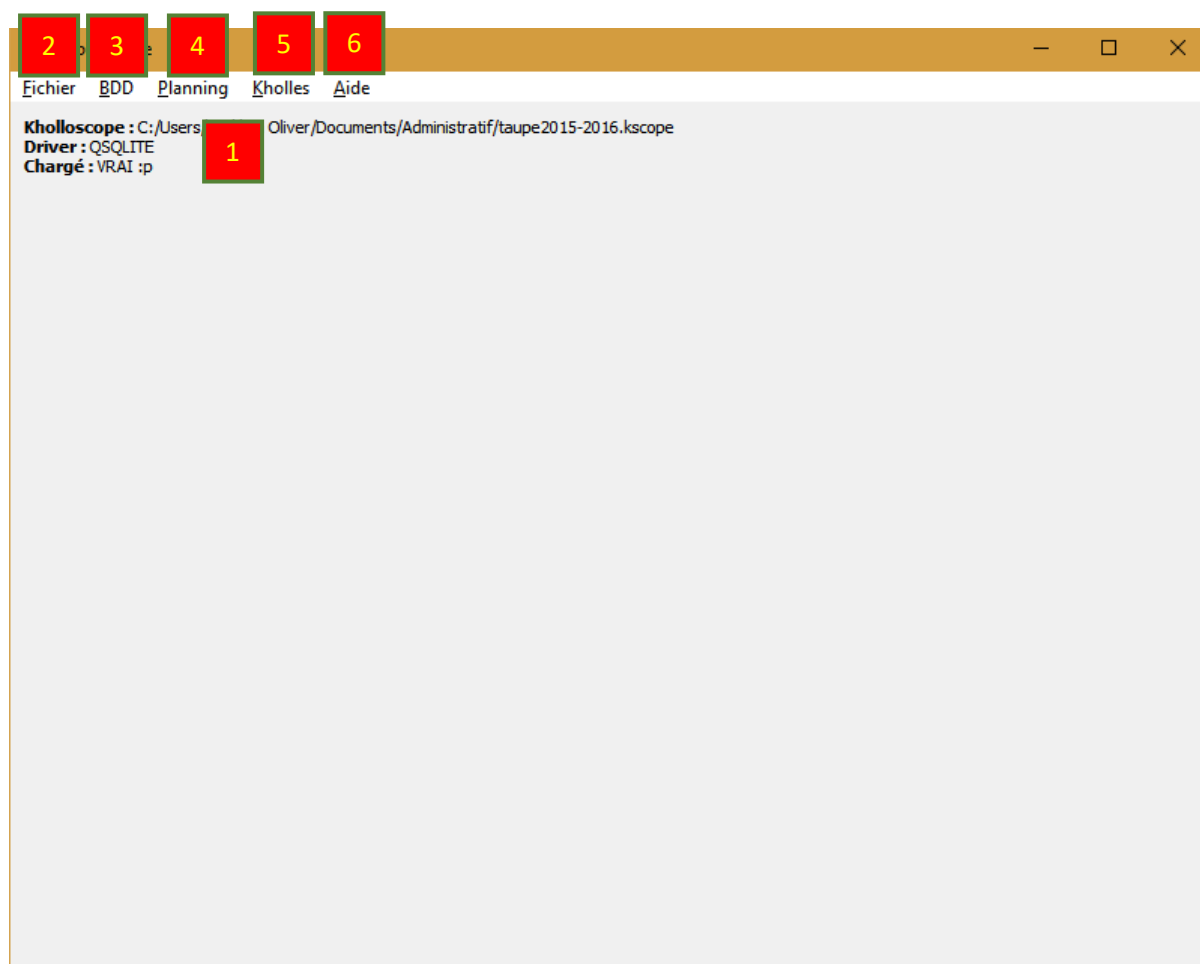 2 3 4 5 6
Fichier BDD Planning Kholles Aide
Kholloscope : C:/Users/ Oliver/Documents/Administratif/taupe2015-2016.kscope
Driver : QSQLITE
1
Chargé : VRAI :p